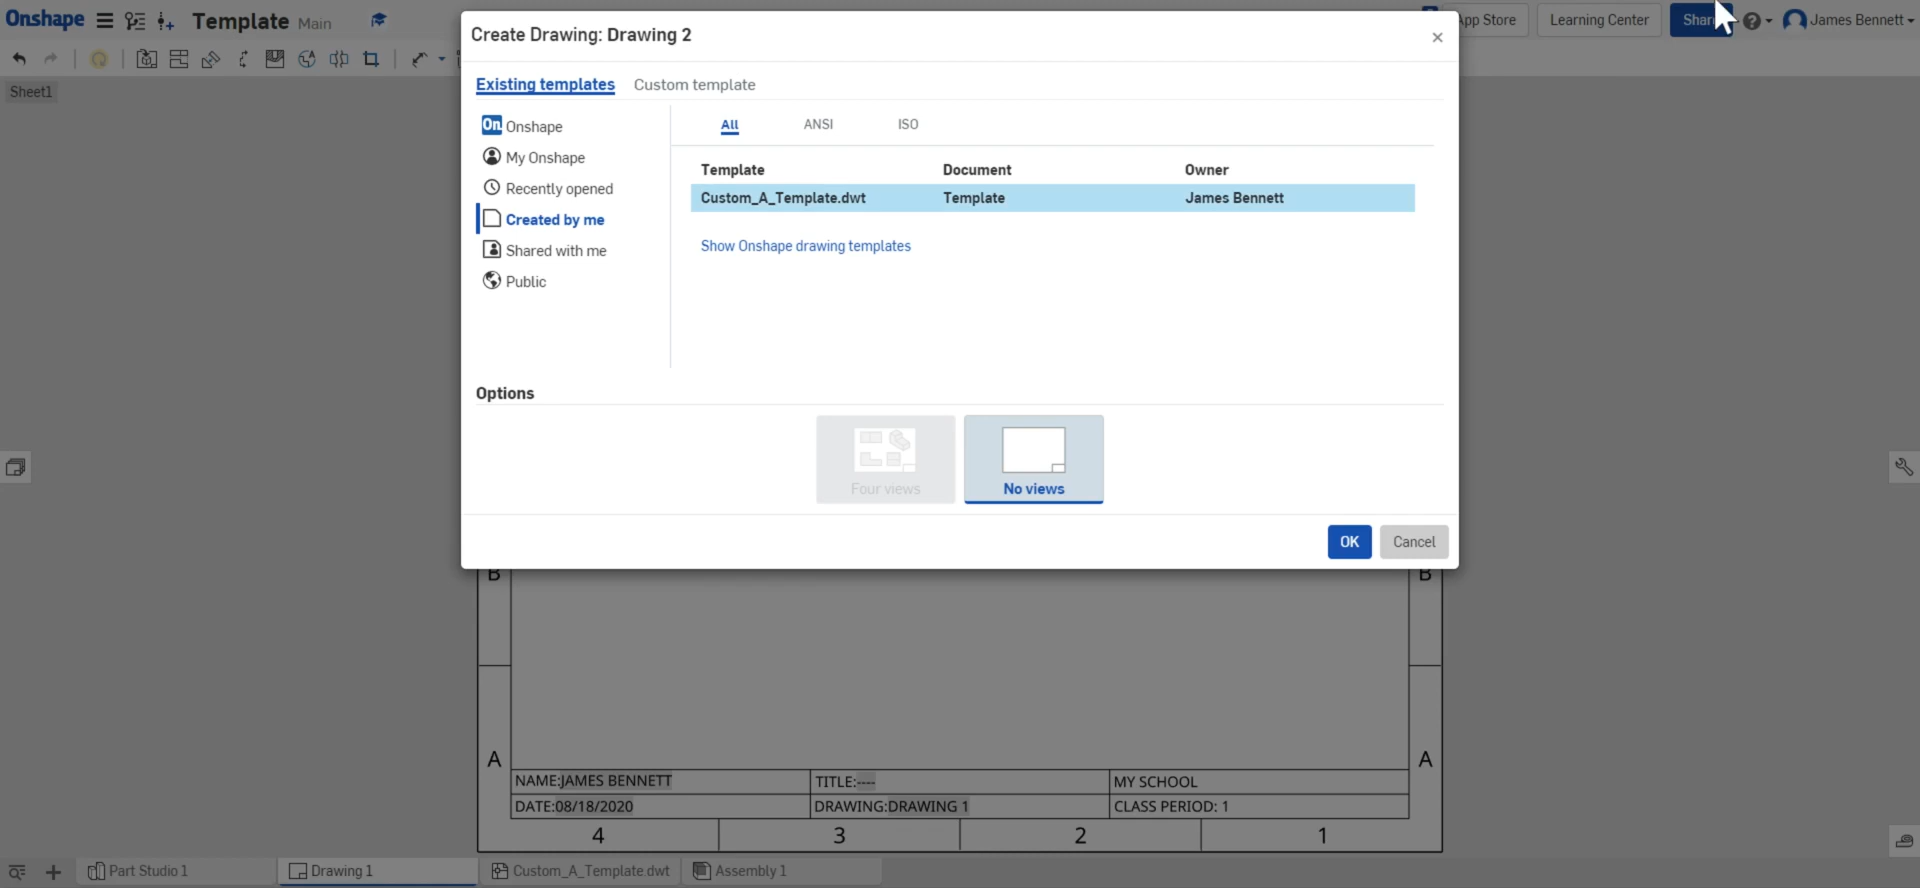 Onshape Template Main
App Store Learning Center Share James Bennett
Sheet1
Create Drawing: Drawing 2
Existing templates Custom template
On Onshape
My Onshape
Recently opened
Created by me
Shared with me
Public
All ANSI ISO
Template Document Owner
Custom_A_Template.dwt Template James Bennett
Show Onshape drawing templates
Options
Four views No views
OK Cancel
B B
A A
NAME:JAMES BENNETT TITLE:---- MY SCHOOL
DATE:08/18/2020 DRAWING:DRAWING 1 CLASS PERIOD: 1
4 3 2 1
Part Studio 1 Drawing 1 Custom_A_Template.dwt Assembly 1